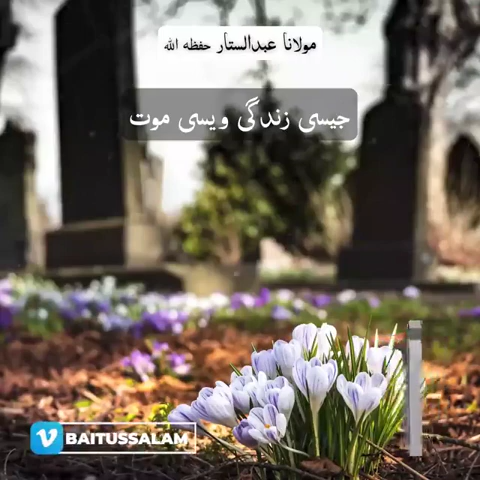 مولانا عبدالستار حفظہ اللہ
جیسی زندگی ویسی موت
BAITUSSALAM